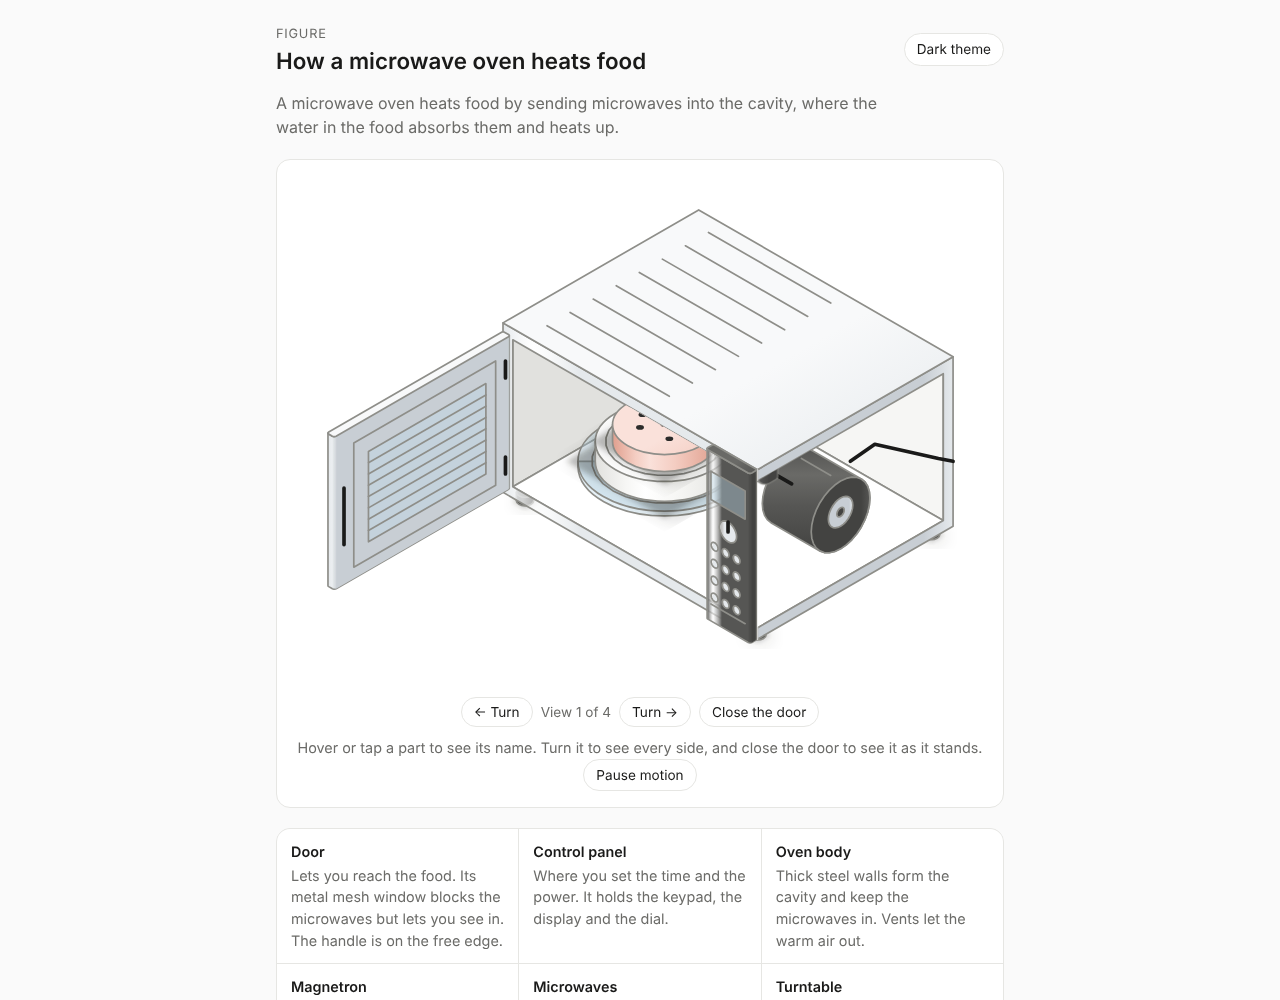 FIGURE
How a microwave oven heats food
Dark theme
A microwave oven heats food by sending microwaves into the cavity, where the
water in the food absorbs them and heats up.
← Turn
View 1 of 4
Turn →
Close the door
Hover or tap a part to see its name. Turn it to see every side, and close the door to see it as it stands.
Pause motion
Door
Lets you reach the food. Its
metal mesh window blocks the
microwaves but lets you see in.
The handle is on the free edge.
Control panel
Where you set the time and the
power. It holds the keypad, the
display and the dial.
Oven body
Thick steel walls form the
cavity and keep the
microwaves in. Vents let the
warm air out.
Magnetron
Microwaves
Turntable